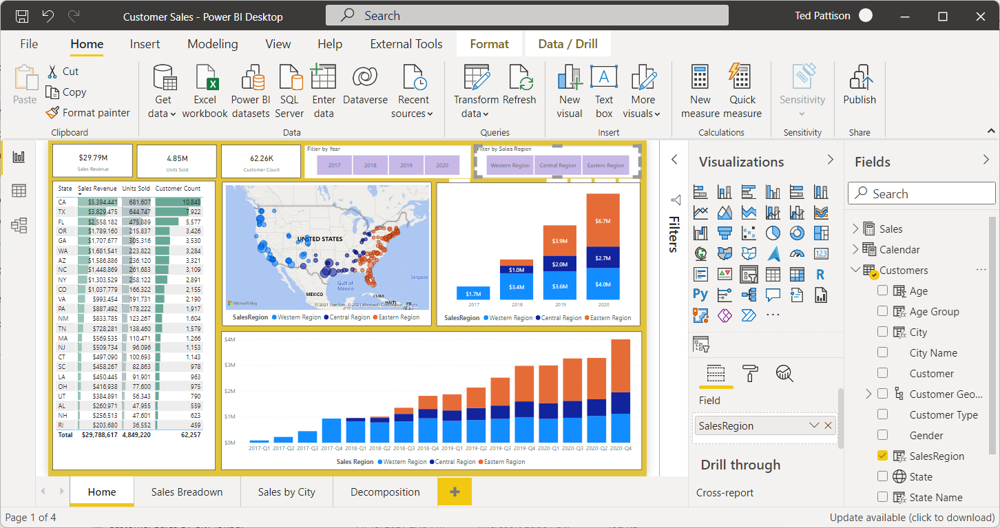 Customer Sales - Power BI Desktop
Search
Ted Pattison
File Home Insert Modeling View Help External Tools Format Data / Drill
Paste
Cut
Copy
Format painter
Clipboard
Get data
Excel workbook
Power BI datasets
SQL Server
Enter data
Dataverse
Recent sources
Data
Transform data
Refresh
Queries
New visual
Text box
More visuals
Insert
New measure
Quick measure
Calculations
Sensitivity
Sensitivity
Publish
Share
$29.79M
Sales Revenue
4.85M
Units Sold
62.26K
Customer Count
Filter by Year
2017 2018 2019 2020
Filter by Sales Region
Western Region Central Region Eastern Region
State Sales Revenue Units Sold Customer Count
CA $5,394,441 681,607 10,843
TX $3,829,475 644,747 7,922
FL $2,558,182 475,889 5,577
OR $1,789,160 215,837 3,426
GA $1,707,677 305,316 3,530
WA $1,681,541 223,822 3,284
AZ $1,586,886 236,120 3,321
NC $1,448,869 261,683 3,109
NY $1,303,529 258,122 2,891
CO $1,037,779 166,322 2,155
VA $993,454 191,731 2,190
PA $887,492 178,222 1,917
NM $833,785 123,267 1,604
TN $728,281 138,460 1,579
MA $569,535 110,471 1,266
NJ $509,734 96,096 1,153
CT $497,090 100,693 1,143
SC $458,267 82,863 978
LA $450,445 91,901 963
OH $416,938 77,600 975
UT $384,891 56,343 790
AL $260,971 47,955 559
NH $256,513 47,601 623
RI $203,680 36,552 459
Total $29,788,617 4,849,220 62,257
UNITED STATES
Gulf of
Mexico
Sargasso
MEXICO
CUBA
HAITI
PR
(U.S.)
Microsoft Bing
© 2021 TomTom, © 2021 Microsoft Corporation Terms
SalesRegion Western Region Central Region Eastern Region
$6.7M
$3.9M
$2.7M
$2.0M
$1.0M
$4.0M
$3.6M
$3.4M
$1.7M
2017 2018 2019 2020
SalesRegion Western Region Central Region Eastern Region
$4M
$3M
$2M
$1M
$0M
2017-Q1 2017-Q2 2017-Q3 2017-Q4 2018-Q1 2018-Q2 2018-Q3 2018-Q4 2019-Q1 2019-Q2 2019-Q3 2019-Q4 2020-Q1 2020-Q3 2020-Q2 2020-Q4
Sales Region Western Region Central Region Eastern Region
Filters
Visualizations
123
R
Py
...
Field
SalesRegion
Drill through
Cross-report
Fields
Search
Sales
Calendar
Customers
...
Age
Age Group
City
City Name
Customer
Customer Geo...
Customer Type
Gender
SalesRegion
State
State Name
Home Sales Breadown Sales by City Decomposition
Page 1 of 4
Update available (click to download)